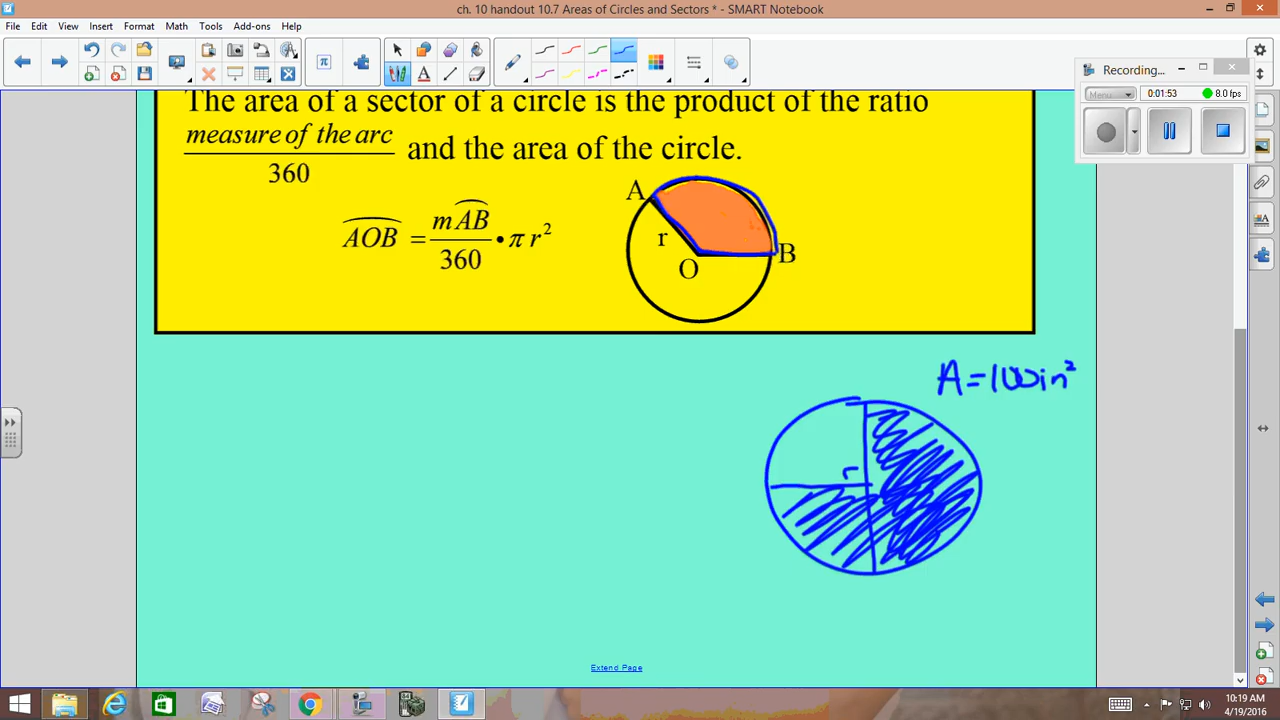 ch. 10 handout 10.7 Areas of Circles and Sectors * - SMART Notebook
File Edit View Insert Format Math Tools Add-ons Help
Recording...
Menu 0:01:53 8.0 fps
The area of a sector of a circle is the product of the ratio
measure of the arc
360
and the area of the circle.
AOB = mAB/360 • π r²
A
r
O
B
A=100in²
Extend Page
10:19 AM
4/19/2016